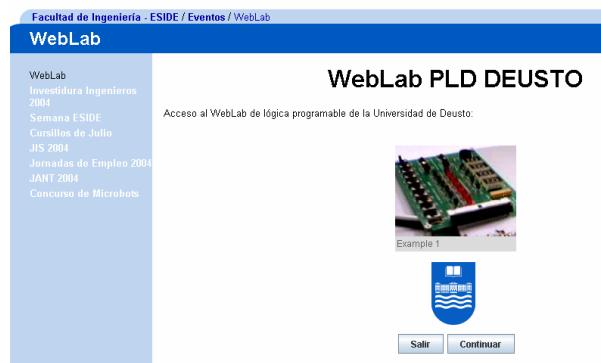 Facultad de Ingeniería - ESIDE / Eventos / WebLab
WebLab
WebLab
Investidura Ingenieros
2004
Semana ESIDE
Cursillos de Julio
JIS 2004
Jornadas de Empleo 2004
JANT 2004
Concurso de Microbots
WebLab PLD DEUSTO
Acceso al WebLab de lógica programable de la Universidad de Deusto:
Example 1
Salir
Continuar